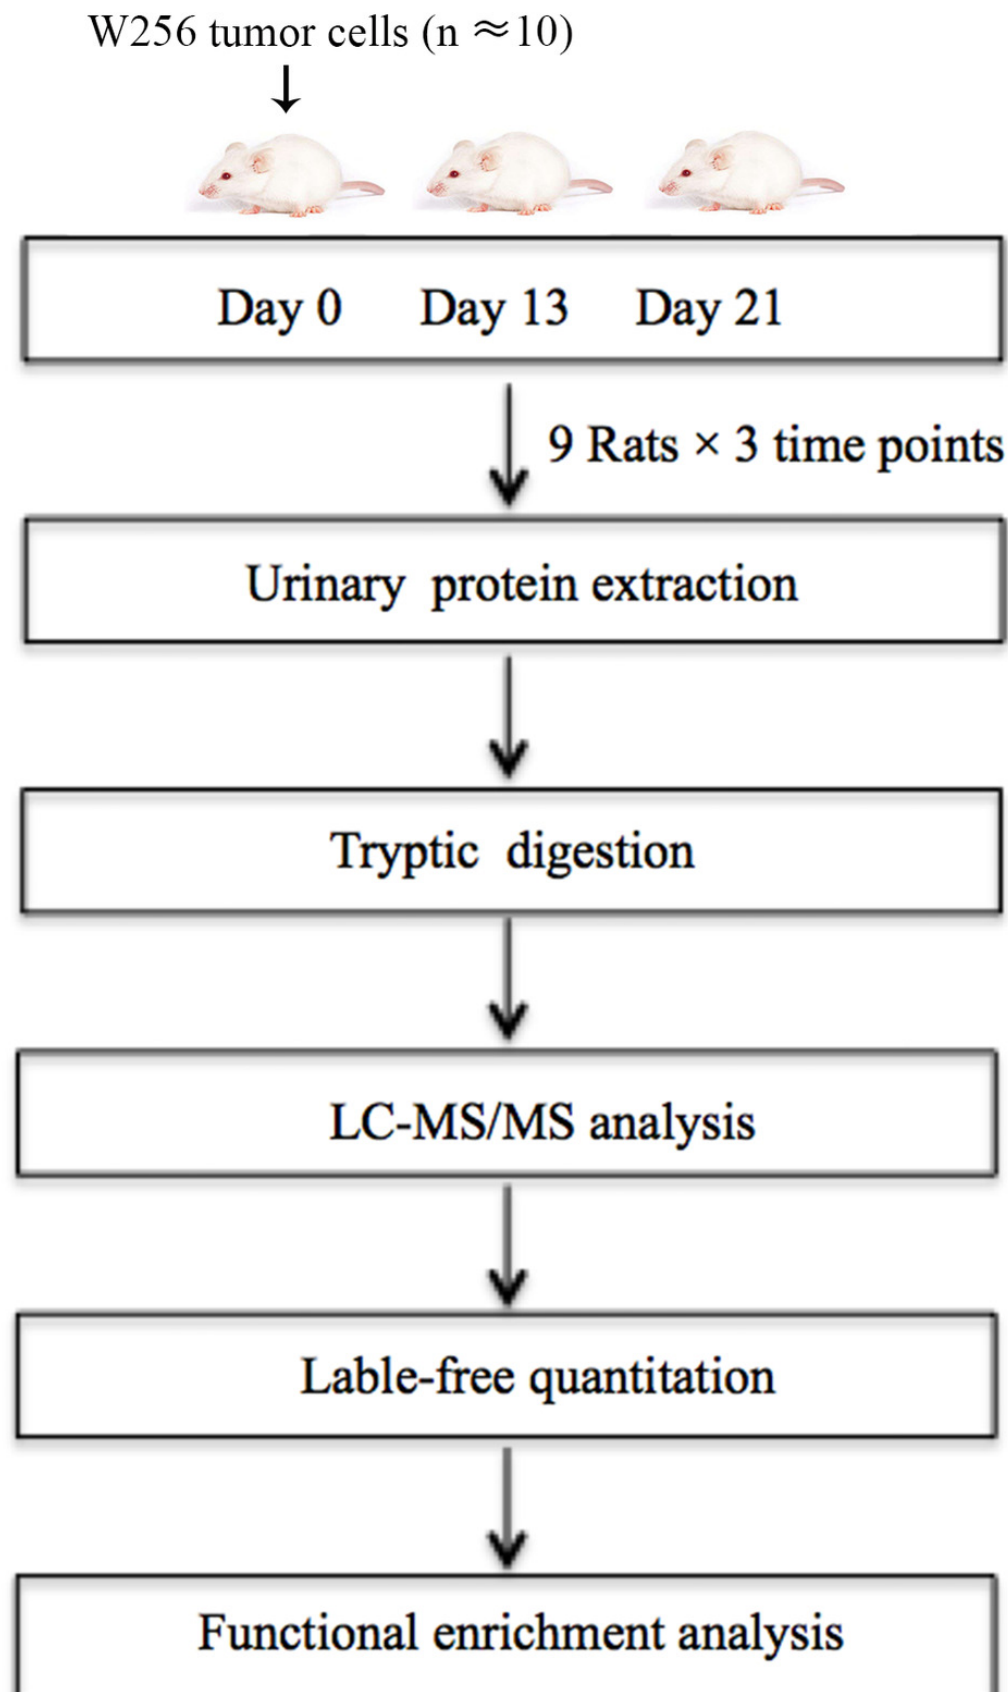 W256 tumor cells (n ≈10)
Day 0 Day 13 Day 21
9 Rats × 3 time points
Urinary protein extraction
Tryptic digestion
LC-MS/MS analysis
Lable-free quantitation
Functional enrichment analysis